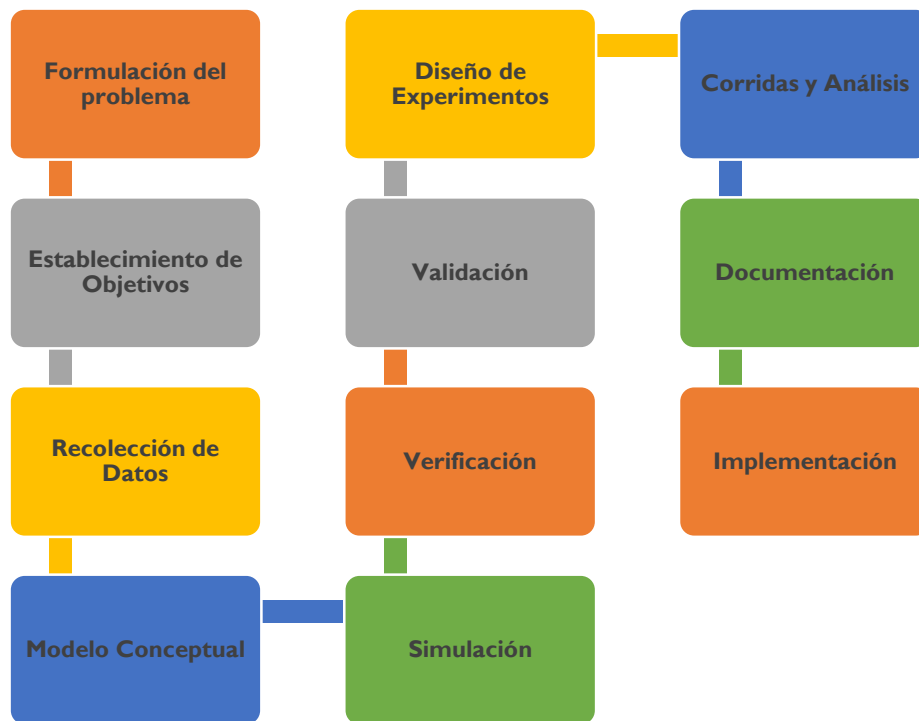 Formulación del
problema
Establecimiento de
Objetivos
Recolección de
Datos
Modelo Conceptual
Simulación
Verificación
Validación
Diseño de
Experimentos
Corridas y Análisis
Documentación
Implementación